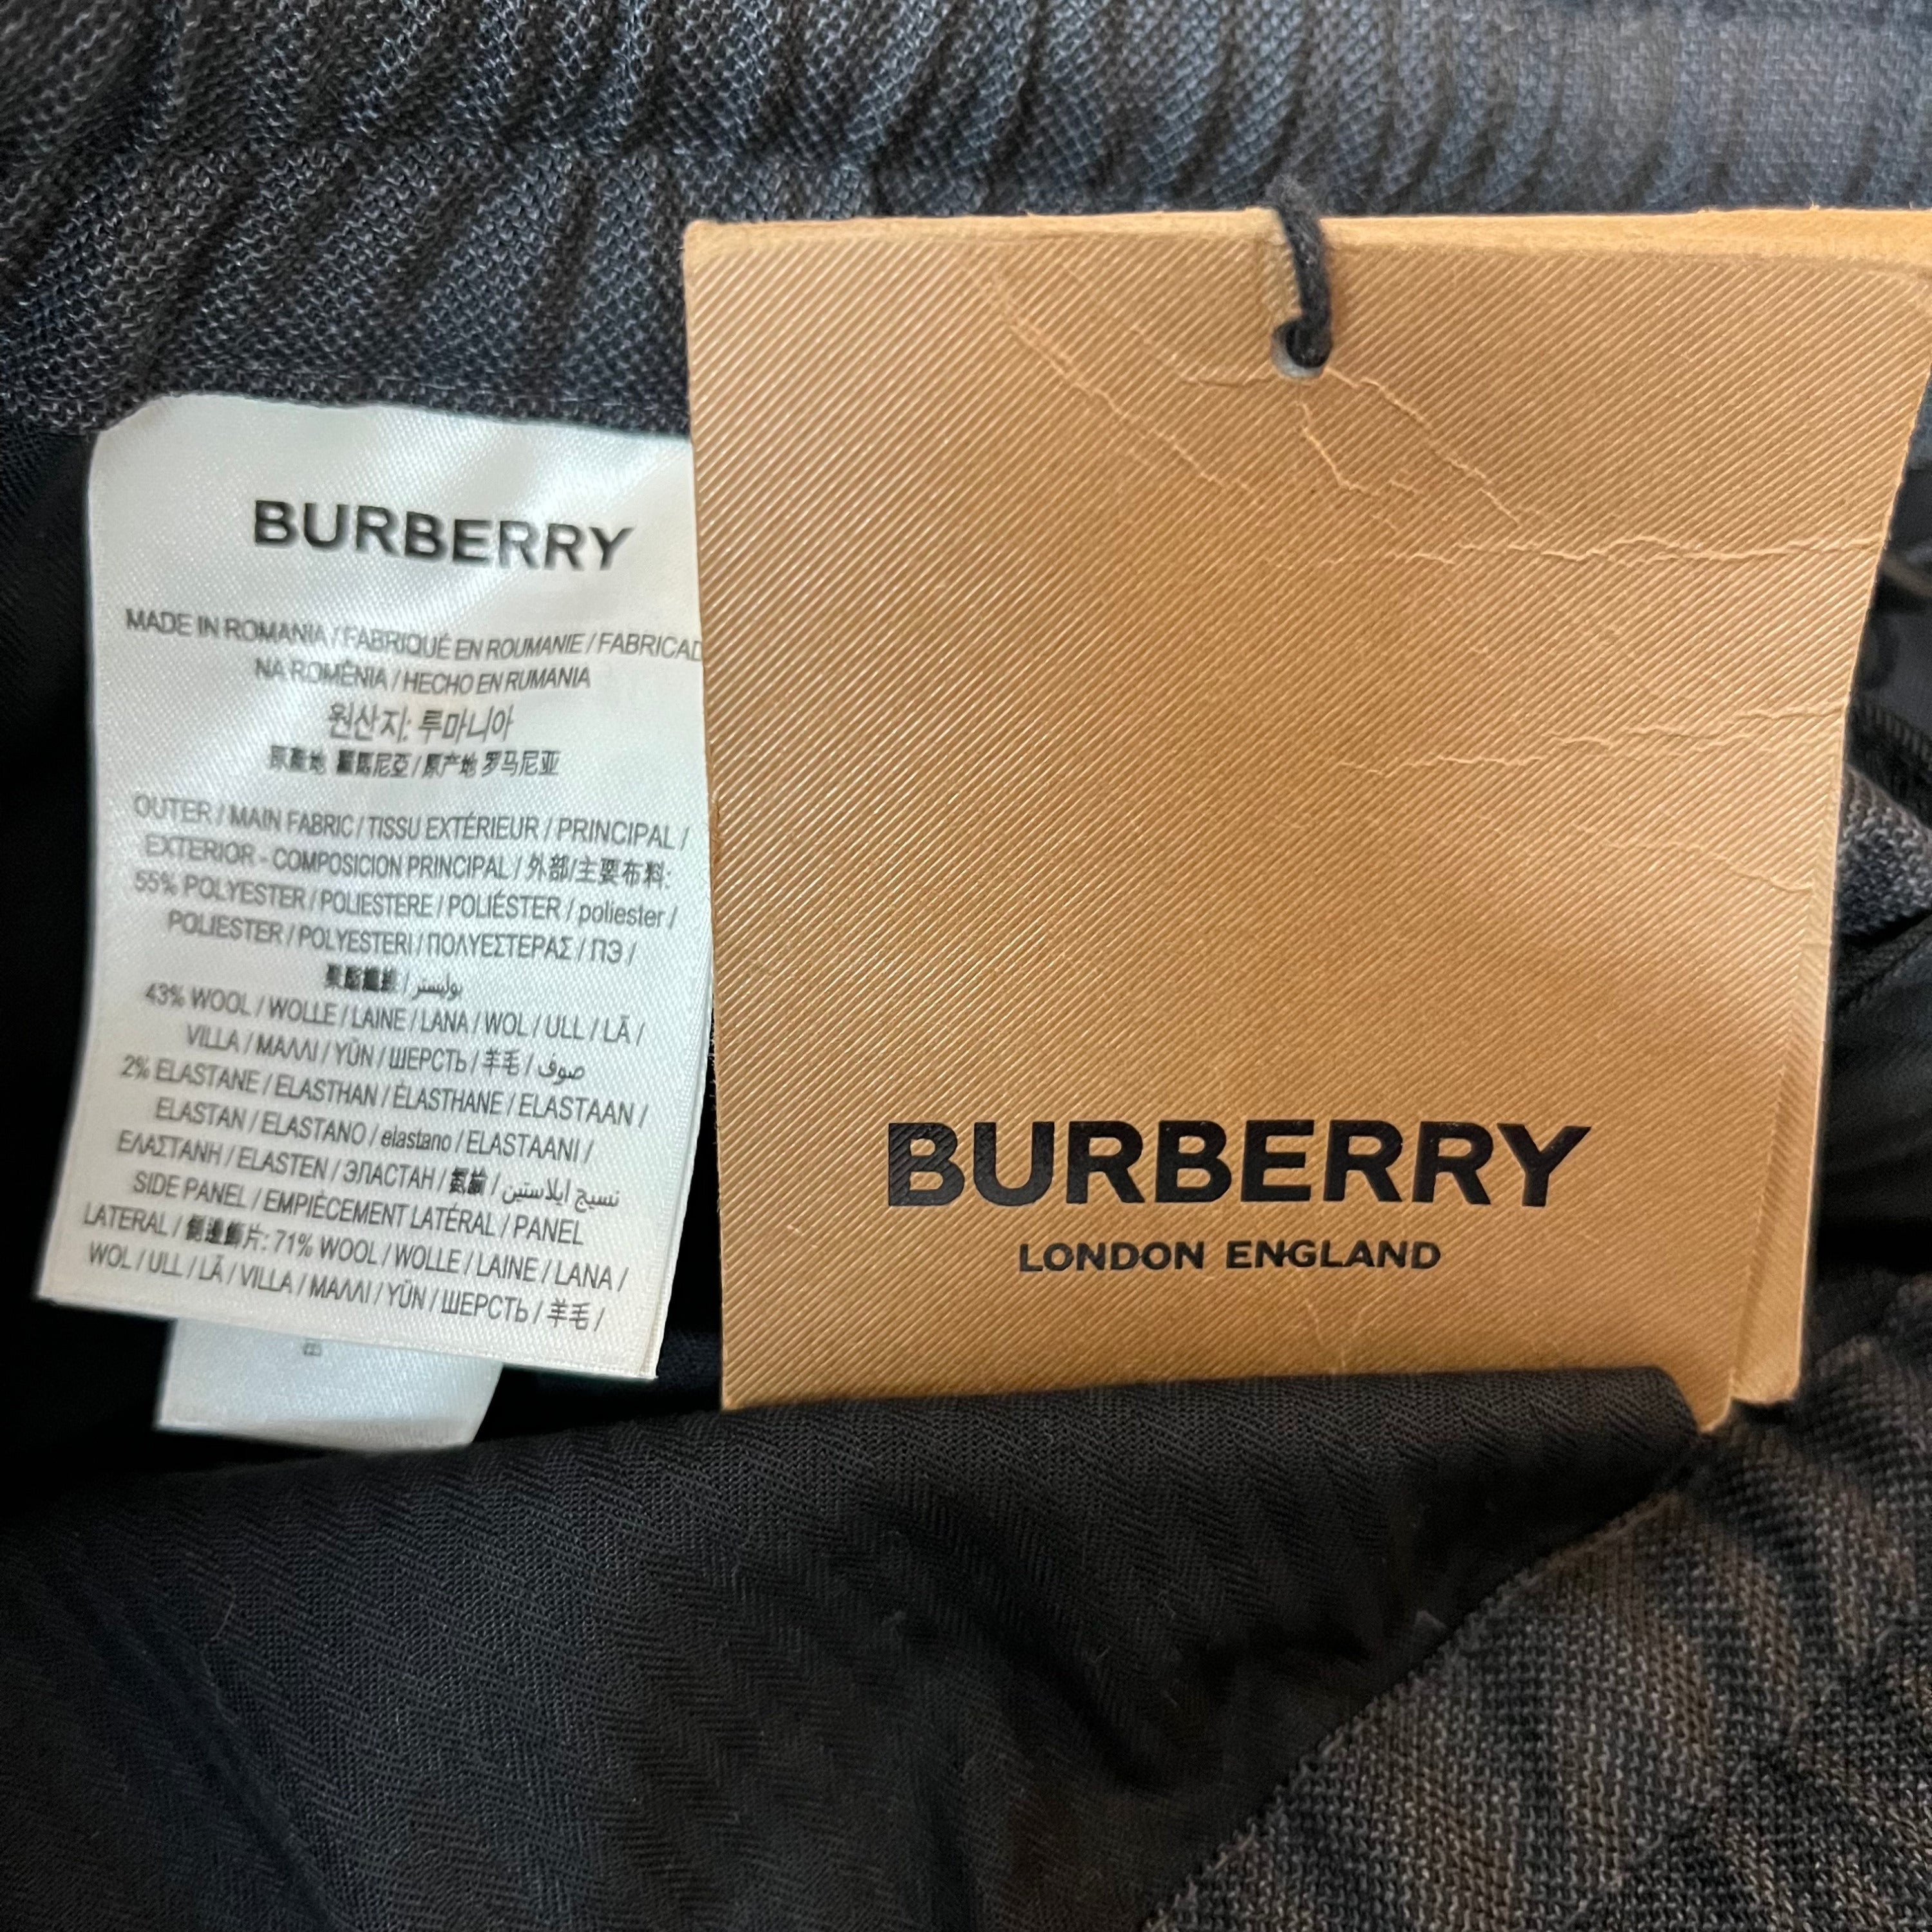 BURBERRY
MADE IN ROMANIA / FABRIQUÉ EN ROUMANIE / FABRICAD
NA ROMÊNIA / HECHO EN RUMANIA
원산지: 루마니아
原產地 羅馬尼亞 / 原产地 罗马尼亚
OUTER / MAIN FABRIC / TISSU EXTÉRIEUR / PRINCIPAL /
EXTERIOR - COMPOSICION PRINCIPAL / 外部/主要布料:
55% POLYESTER / POLIESTERE / POLIÉSTER / poliester /
POLIESTER / POLYESTERI / ΠΟΛΥΕΣΤΕΡΑΣ / ПЭ /
聚酯纖維 / بوليستر
43% WOOL / WOLLE / LAINE / LANA / WOL / ULL / LÃ /
VILLA / ΜΑΛΛΙ / YÜN / ШЕРСТЬ / 羊毛 / صوف
2% ELASTANE / ELASTHAN / ÉLASTHANE / ELASTAAN /
ELASTAN / ELASTANO / elastano / ELASTAANI /
ΕΛΑΣΤΑΝΗ / ELASTEN / ЭЛАСТАН / 氨綸 / نسيج ايلاستين
SIDE PANEL / EMPIÈCEMENT LATÉRAL / PANEL
LATERAL / 側邊飾片: 71% WOOL / WOLLE / LAINE / LANA /
WOL / ULL / LÃ / VILLA / ΜΑΛΛΙ / YÜN / ШЕРСТЬ / 羊毛 /
BURBERRY
LONDON ENGLAND